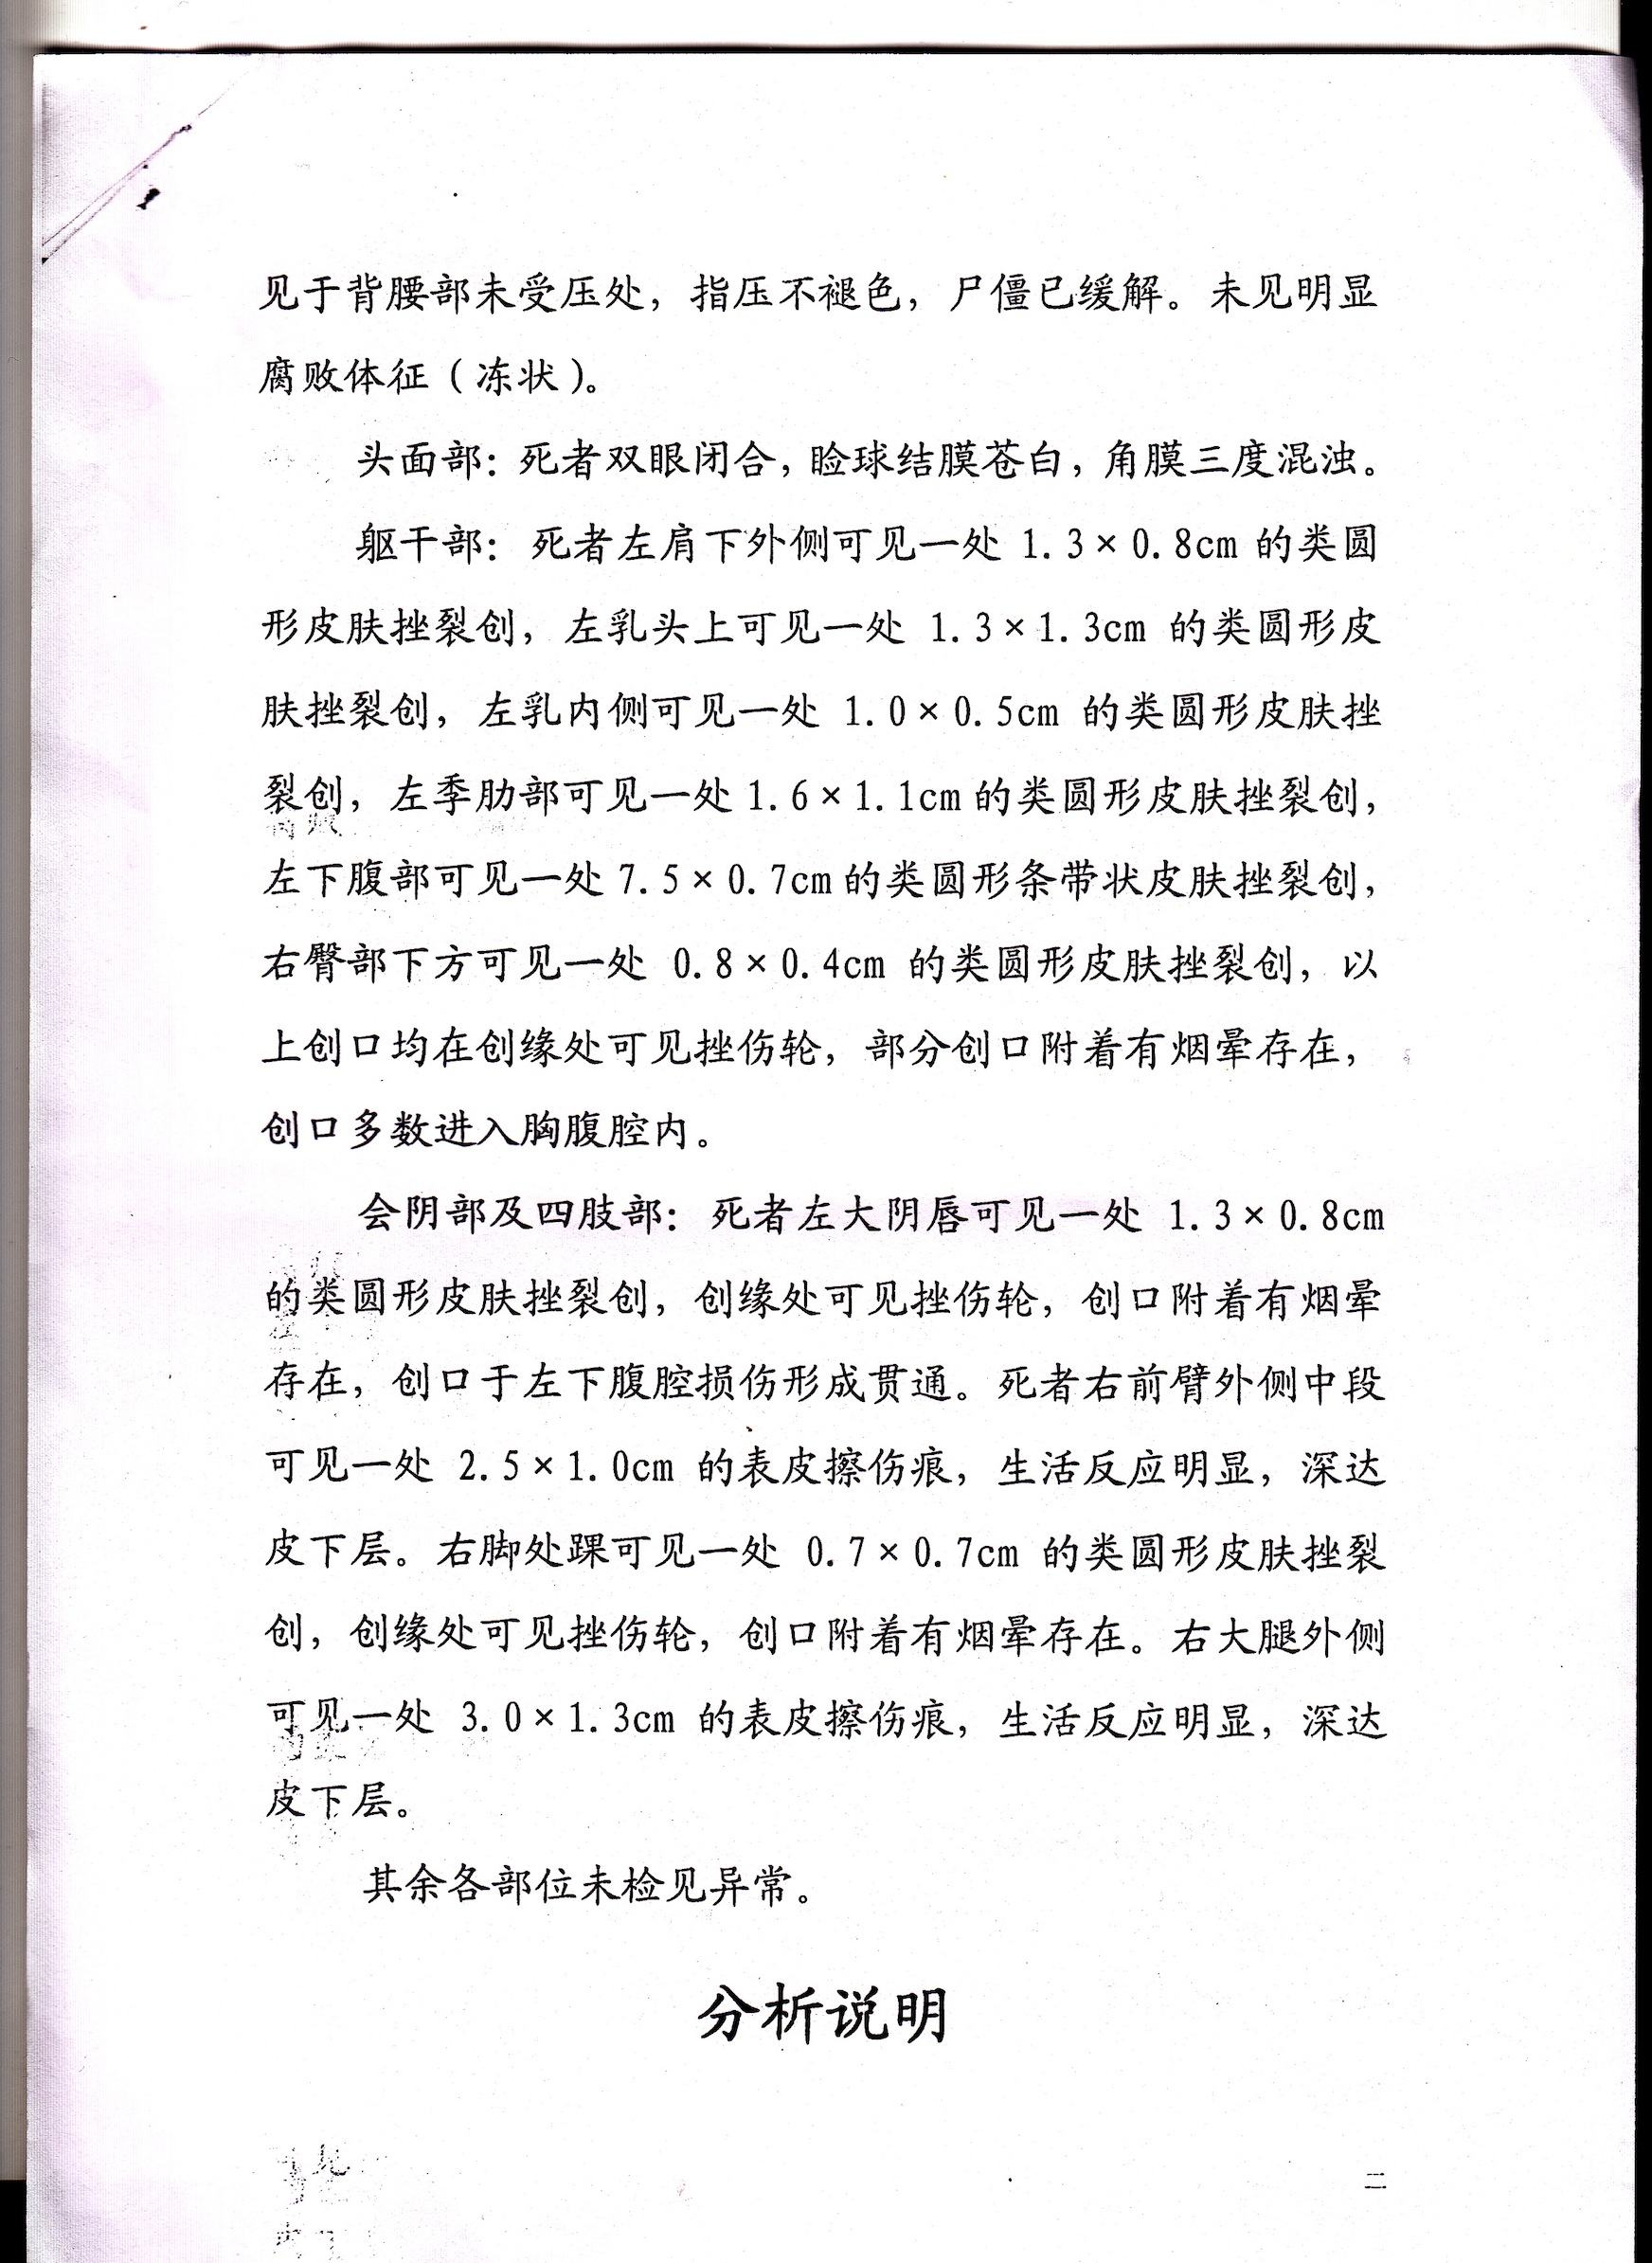 见于背腰部未受压处，指压不褪色，尸僵已缓解。未见明显
腐败体征（冻状）。
头面部：死者双眼闭合，睑球结膜苍白，角膜三度混浊。
躯干部：死者左肩下外侧可见一处 1.3×0.8cm 的类圆
形皮肤挫裂创，左乳头上可见一处 1.3×1.3cm 的类圆形皮
肤挫裂创，左乳内侧可见一处 1.0×0.5cm 的类圆形皮肤挫
裂创，左季肋部可见一处 1.6×1.1cm 的类圆形皮肤挫裂创，
左下腹部可见一处 7.5×0.7cm 的类圆形条带状皮肤挫裂创，
右臀部下方可见一处 0.8×0.4cm 的类圆形皮肤挫裂创，以
上创口均在创缘处可见挫伤轮，部分创口附着有烟晕存在，
创口多数进入胸腹腔内。
会阴部及四肢部：死者左大阴唇可见一处 1.3×0.8cm
的类圆形皮肤挫裂创，创缘处可见挫伤轮，创口附着有烟晕
存在，创口于左下腹腔损伤形成贯通。死者右前臂外侧中段
可见一处 2.5×1.0cm 的表皮擦伤痕，生活反应明显，深达
皮下层。右脚处踝可见一处 0.7×0.7cm 的类圆形皮肤挫裂
创，创缘处可见挫伤轮，创口附着有烟晕存在。右大腿外侧
可见一处 3.0×1.3cm 的表皮擦伤痕，生活反应明显，深达
皮下层。
其余各部位未检见异常。
分析说明
二